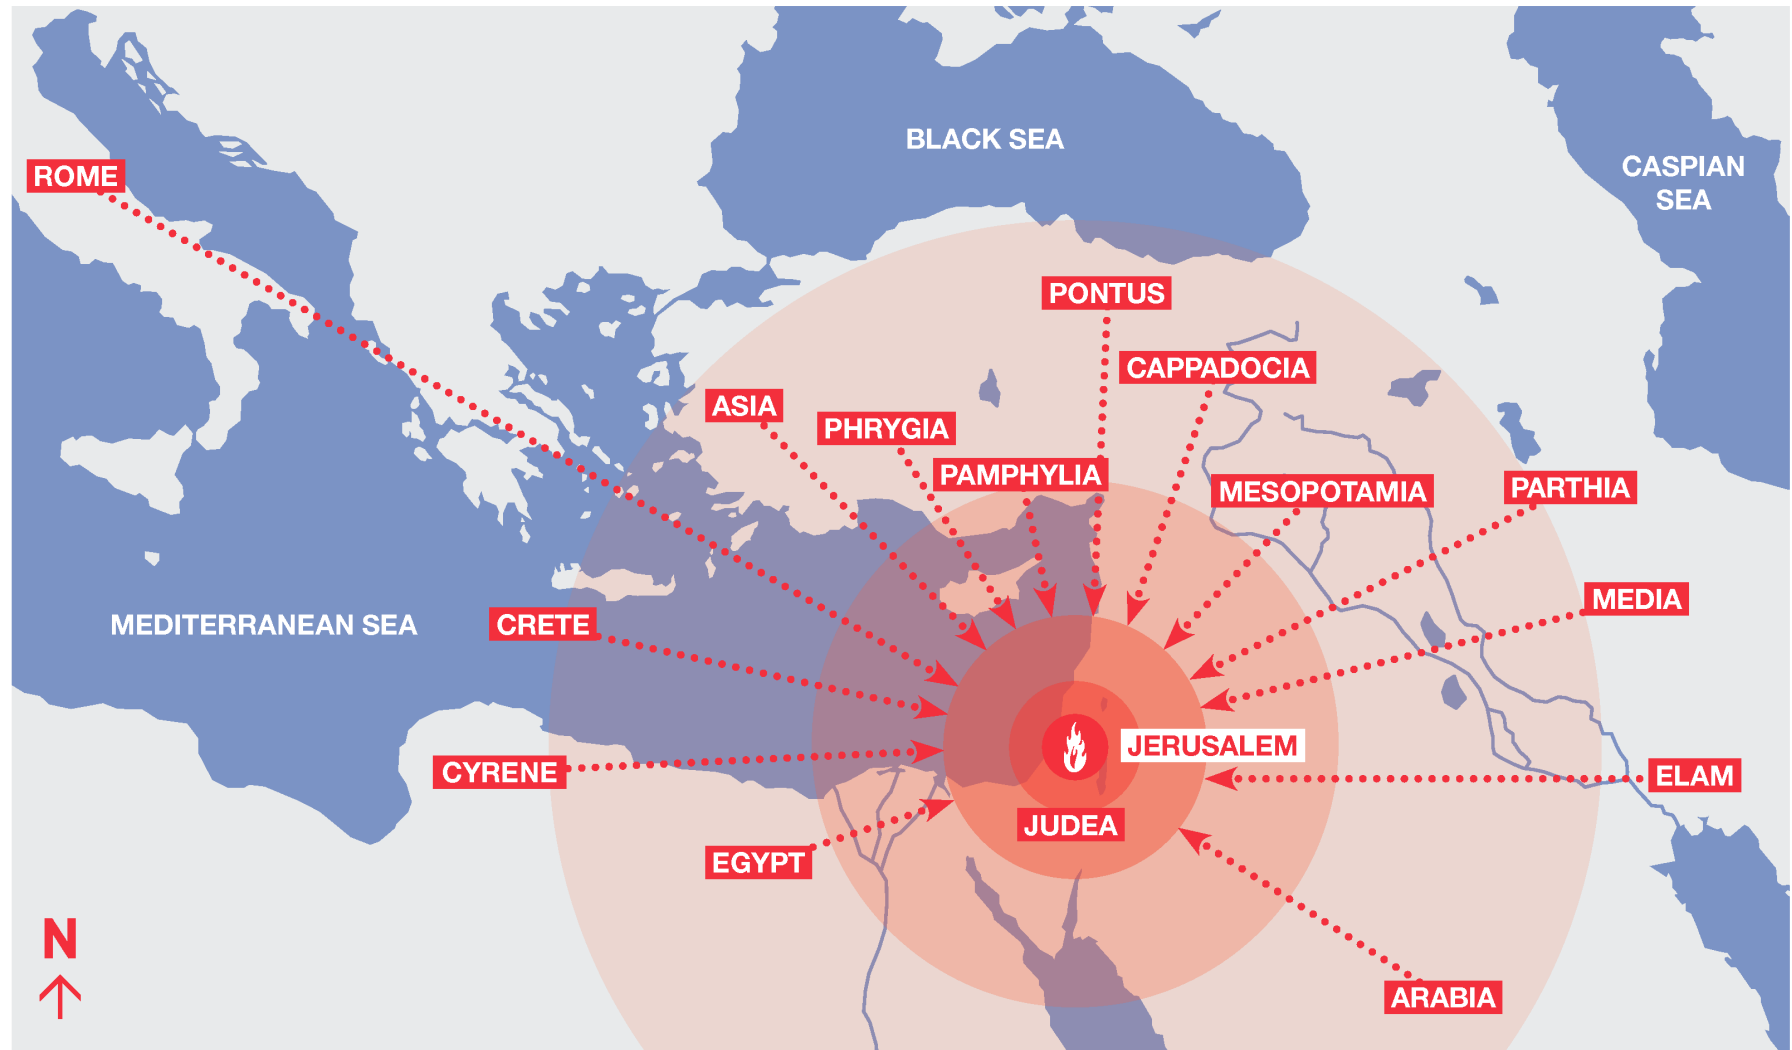 BLACK SEA
CASPIAN
SEA
ROME
PONTUS
CAPPADOCIA
ASIA
PHRYGIA
PAMPHYLIA
MESOPOTAMIA
PARTHIA
MEDIA
MEDITERRANEAN SEA
CRETE
JERUSALEM
CYRENE
ELAM
JUDEA
EGYPT
N
ARABIA